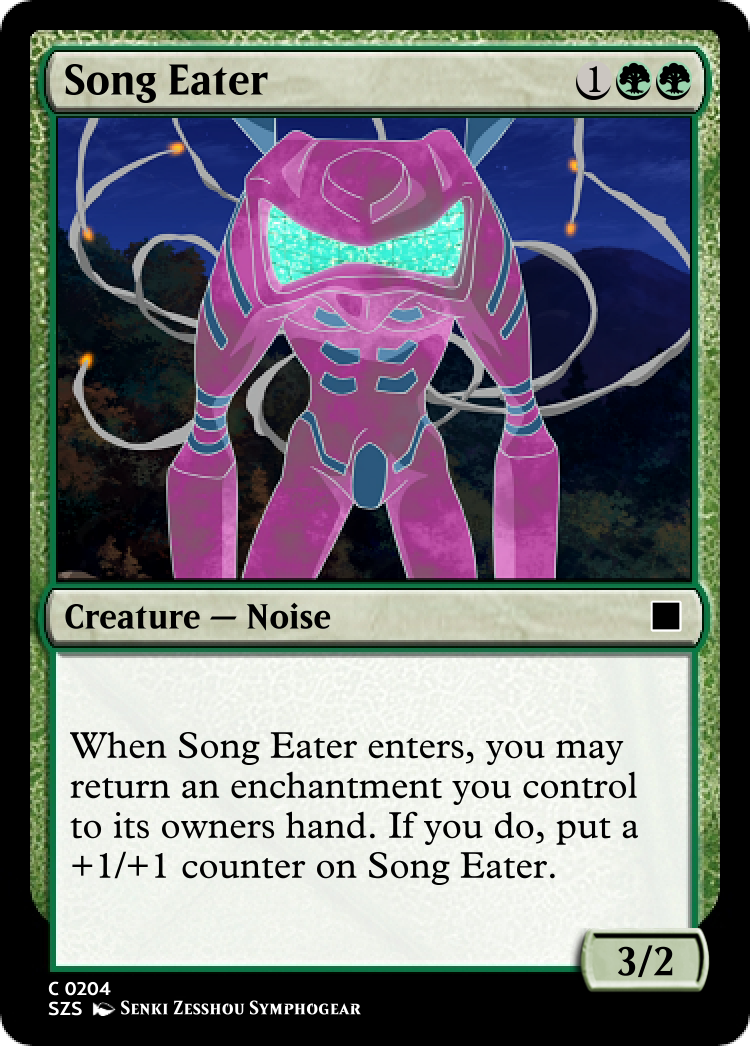 Song Eater 1
Creature — Noise
When Song Eater enters, you may
return an enchantment you control
to its owners hand. If you do, put a
+1/+1 counter on Song Eater.
3/2
C 0204
SZS Senki Zesshou Symphogear